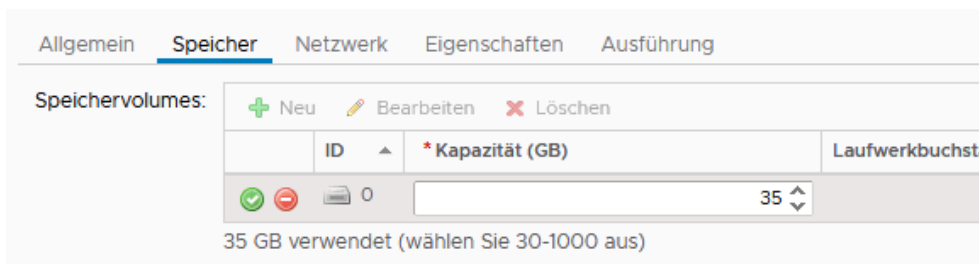 Allgemein Speicher Netzwerk Eigenschaften Ausführung
Speichervolumes: Neu Bearbeiten Löschen
ID * Kapazität (GB) Laufwerkbuchst
0 35
35 GB verwendet (wählen Sie 30-1000 aus)